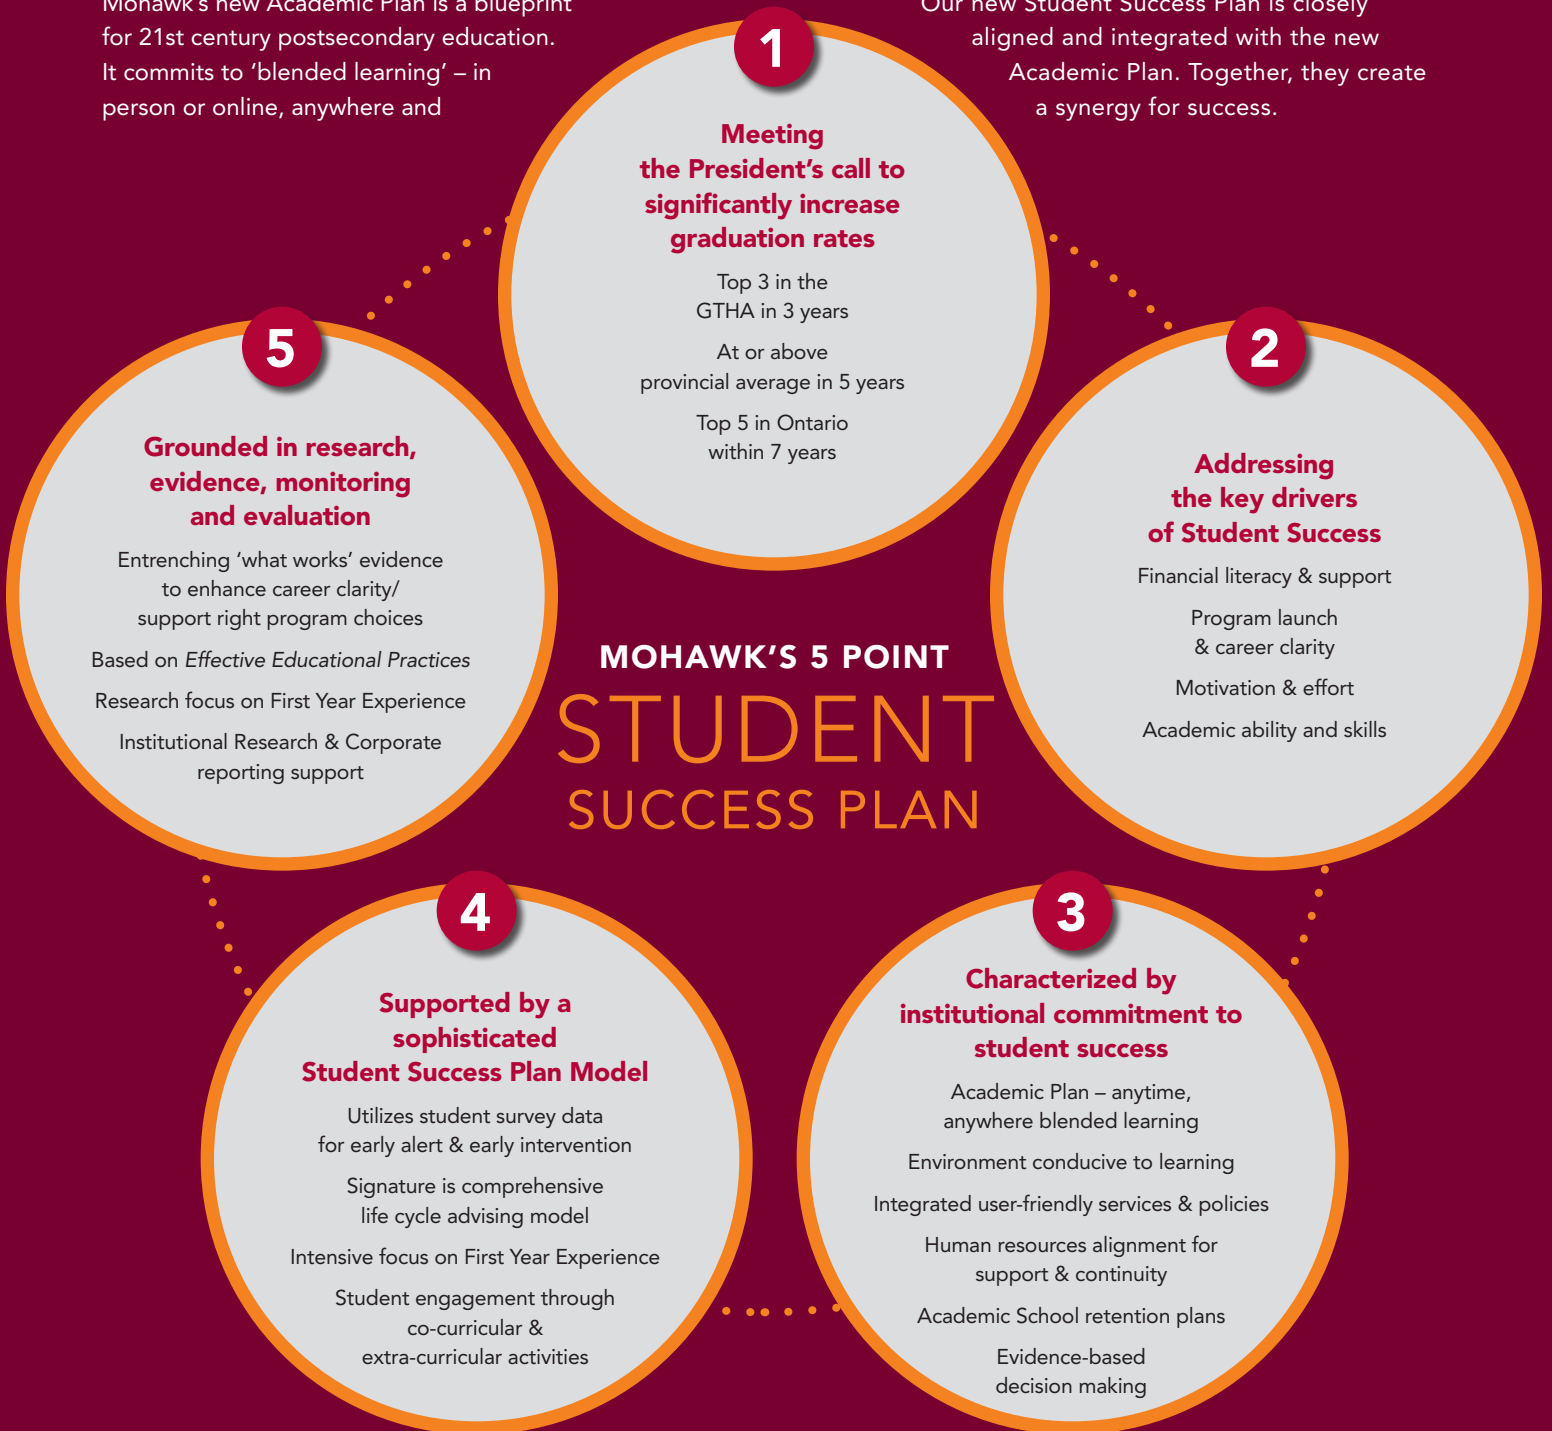 Mohawk's new Academic Plan is a blueprint
for 21st century postsecondary education.
It commits to ‘blended learning’ – in
person or online, anywhere and
Our new Student Success Plan is closely
aligned and integrated with the new
Academic Plan. Together, they create
a synergy for success.
1
Meeting
the President’s call to
significantly increase
graduation rates
Top 3 in the
GTHA in 3 years
At or above
provincial average in 5 years
Top 5 in Ontario
within 7 years
2
Addressing
the key drivers
of Student Success
Financial literacy & support
Program launch
& career clarity
Motivation & effort
Academic ability and skills
3
Characterized by
institutional commitment to
student success
Academic Plan – anytime,
anywhere blended learning
Environment conducive to learning
Integrated user-friendly services & policies
Human resources alignment for
support & continuity
Academic School retention plans
Evidence-based
decision making
4
Supported by a
sophisticated
Student Success Plan Model
Utilizes student survey data
for early alert & early intervention
Signature is comprehensive
life cycle advising model
Intensive focus on First Year Experience
Student engagement through
co-curricular &
extra-curricular activities
5
Grounded in research,
evidence, monitoring
and evaluation
Entrenching ‘what works’ evidence
to enhance career clarity/
support right program choices
Based on Effective Educational Practices
Research focus on First Year Experience
Institutional Research & Corporate
reporting support
MOHAWK’S 5 POINT
STUDENT
SUCCESS PLAN